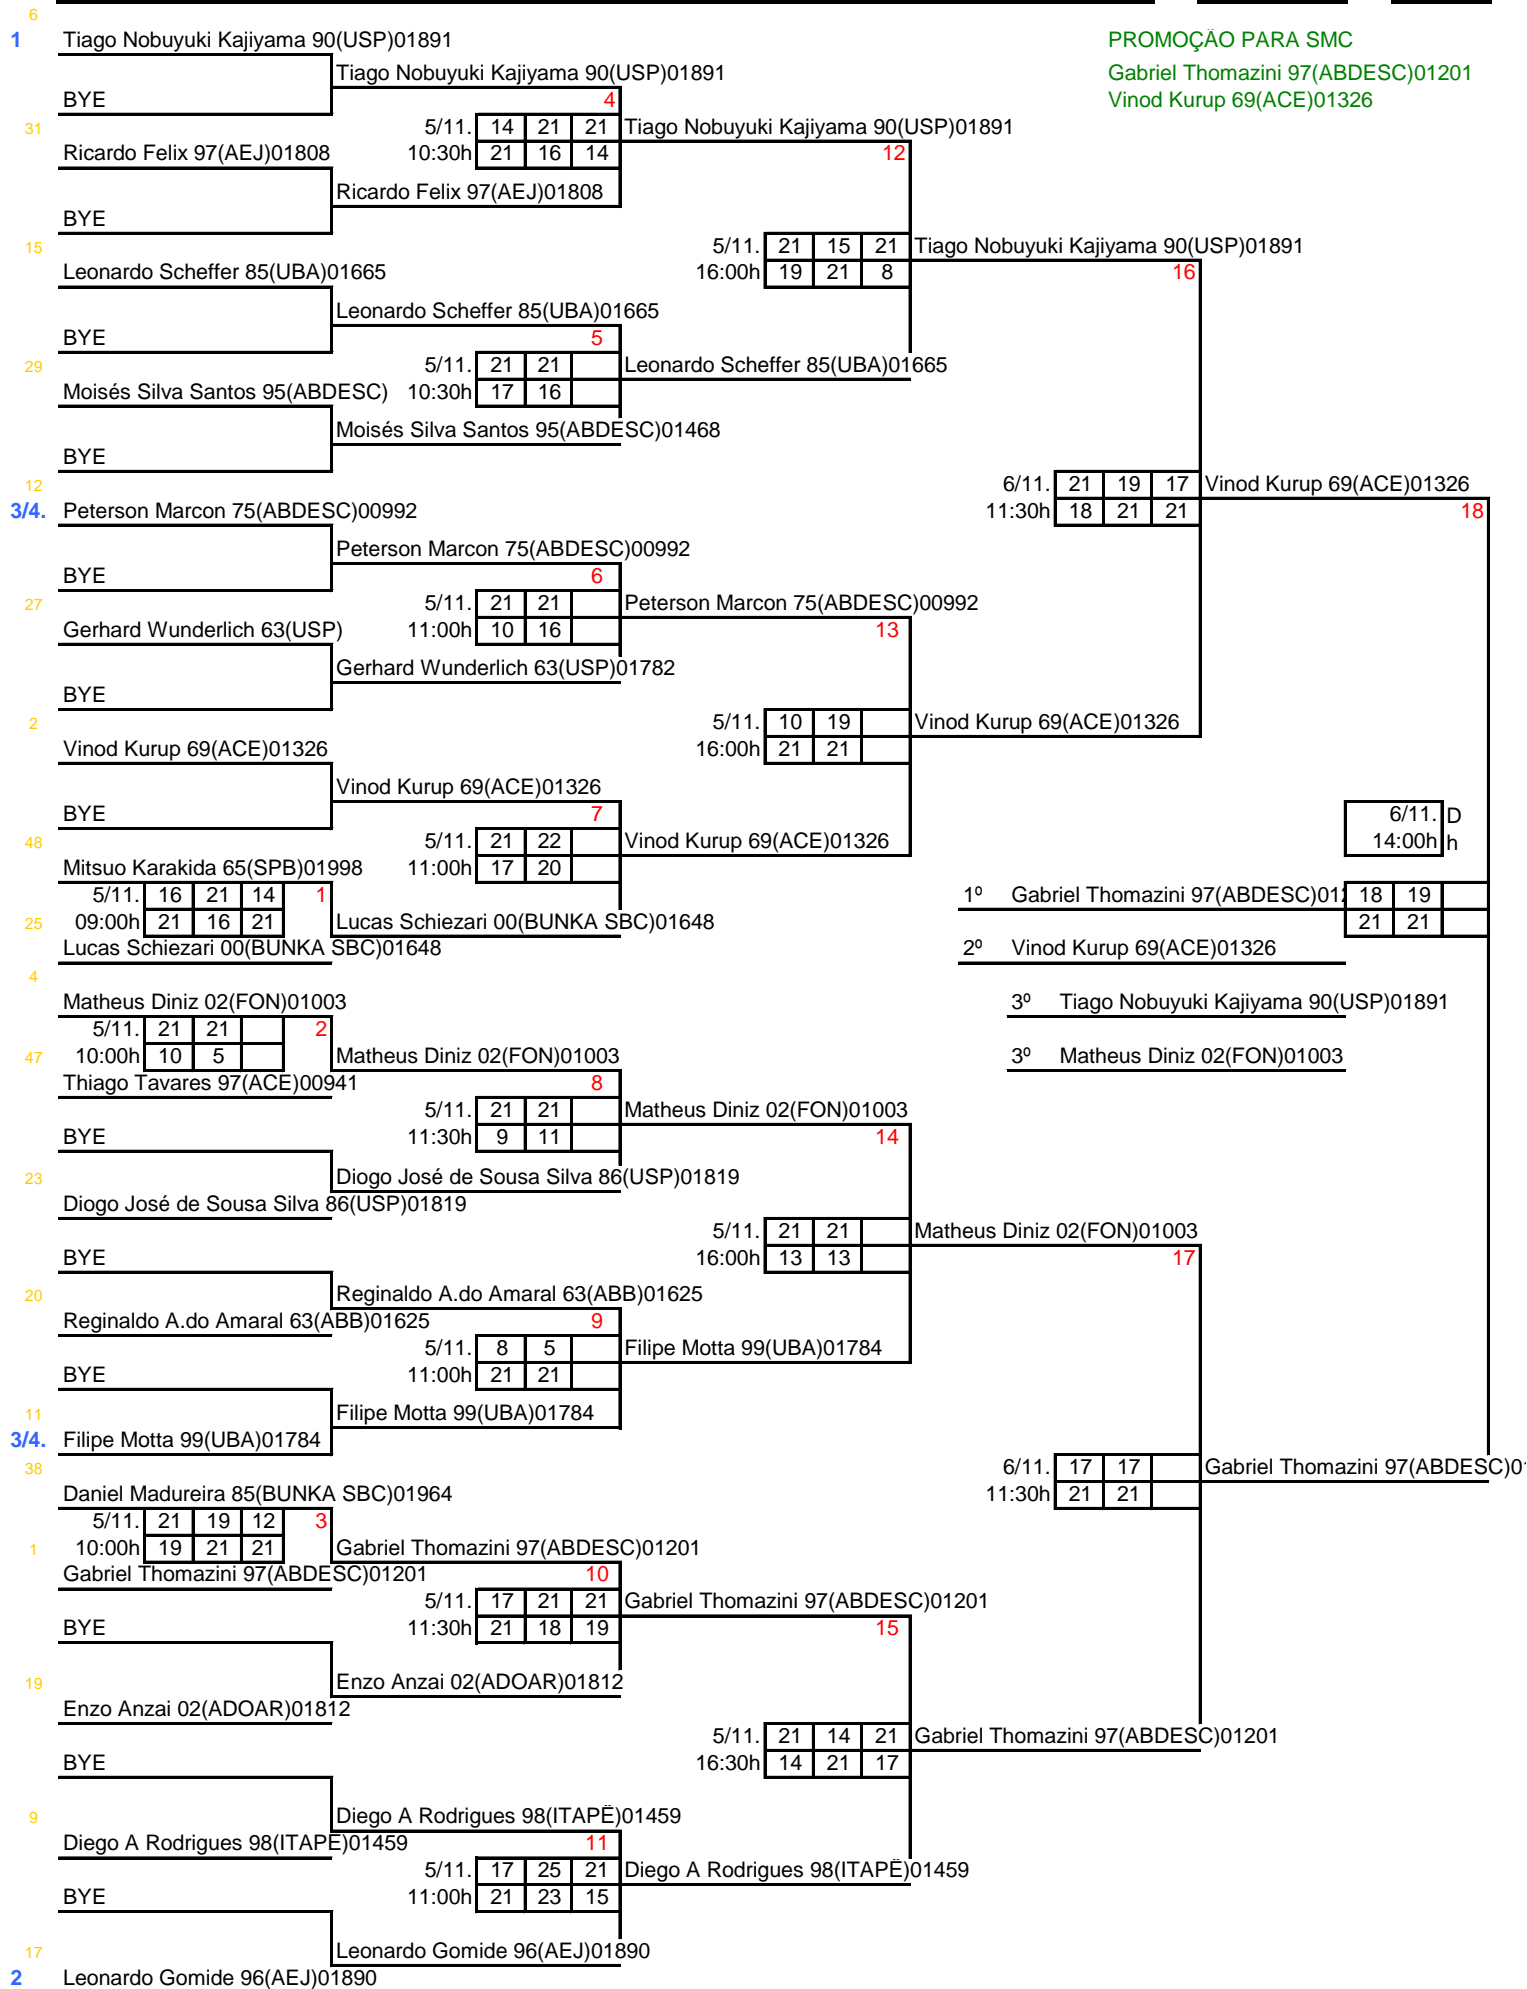 6
1 Tiago Nobuyuki Kajiyama 90(USP)01891 PROMOÇÃO PARA SMC
Tiago Nobuyuki Kajiyama 90(USP)01891 Gabriel Thomazini 97(ABDESC)01201
BYE 4 Vinod Kurup 69(ACE)01326
31 5/11. 14 21 21 Tiago Nobuyuki Kajiyama 90(USP)01891
Ricardo Felix 97(AEJ)01808 10:30h 21 16 14 12
Ricardo Felix 97(AEJ)01808
BYE
15 5/11. 21 15 21 Tiago Nobuyuki Kajiyama 90(USP)01891
Leonardo Scheffer 85(UBA)01665 16:00h 19 21 8 16
Leonardo Scheffer 85(UBA)01665
BYE 5
29 5/11. 21 21 Leonardo Scheffer 85(UBA)01665
Moisés Silva Santos 95(ABDESC) 10:30h 17 16
Moisés Silva Santos 95(ABDESC)01468
BYE
12 6/11. 21 19 17 Vinod Kurup 69(ACE)01326
3/4. Peterson Marcon 75(ABDESC)00992 11:30h 18 21 21 18
Peterson Marcon 75(ABDESC)00992
BYE 6
27 5/11. 21 21 Peterson Marcon 75(ABDESC)00992
Gerhard Wunderlich 63(USP) 11:00h 10 16 13
Gerhard Wunderlich 63(USP)01782
BYE
2 5/11. 10 19 Vinod Kurup 69(ACE)01326
Vinod Kurup 69(ACE)01326 16:00h 21 21
Vinod Kurup 69(ACE)01326
BYE 7 6/11. D
48 5/11. 21 22 Vinod Kurup 69(ACE)01326 14:00h h
Mitsuo Karakida 65(SPB)01998 11:00h 17 20
5/11. 16 21 14 1 1º Gabriel Thomazini 97(ABDESC)01 18 19
25 09:00h 21 16 21 Lucas Schiezari 00(BUNKA SBC)01648 21 21
Lucas Schiezari 00(BUNKA SBC)01648 2º Vinod Kurup 69(ACE)01326
4
Matheus Diniz 02(FON)01003 3º Tiago Nobuyuki Kajiyama 90(USP)01891
5/11. 21 21 2
47 10:00h 10 5 Matheus Diniz 02(FON)01003 3º Matheus Diniz 02(FON)01003
Thiago Tavares 97(ACE)00941 8
5/11. 21 21 Matheus Diniz 02(FON)01003
BYE 11:30h 9 11 14
23 Diogo José de Sousa Silva 86(USP)01819
Diogo José de Sousa Silva 86(USP)01819
5/11. 21 21 Matheus Diniz 02(FON)01003
BYE 16:00h 13 13 17
20 Reginaldo A.do Amaral 63(ABB)01625
Reginaldo A.do Amaral 63(ABB)01625 9
5/11. 8 5 Filipe Motta 99(UBA)01784
BYE 11:00h 21 21
11 Filipe Motta 99(UBA)01784
3/4. Filipe Motta 99(UBA)01784
38 6/11. 17 17 Gabriel Thomazini 97(ABDESC)0
Daniel Madureira 85(BUNKA SBC)01964 11:30h 21 21
5/11. 21 19 12 3
1 10:00h 19 21 21 Gabriel Thomazini 97(ABDESC)01201
Gabriel Thomazini 97(ABDESC)01201 10
5/11. 17 21 21 Gabriel Thomazini 97(ABDESC)01201
BYE 11:30h 21 18 19 15
19 Enzo Anzai 02(ADOAR)01812
Enzo Anzai 02(ADOAR)01812
5/11. 21 14 21 Gabriel Thomazini 97(ABDESC)01201
BYE 16:30h 14 21 17
9 Diego A Rodrigues 98(ITAPÊ)01459
Diego A Rodrigues 98(ITAPÊ)01459 11
5/11. 17 25 21 Diego A Rodrigues 98(ITAPÊ)01459
BYE 11:00h 21 23 15
17 Leonardo Gomide 96(AEJ)01890
2 Leonardo Gomide 96(AEJ)01890